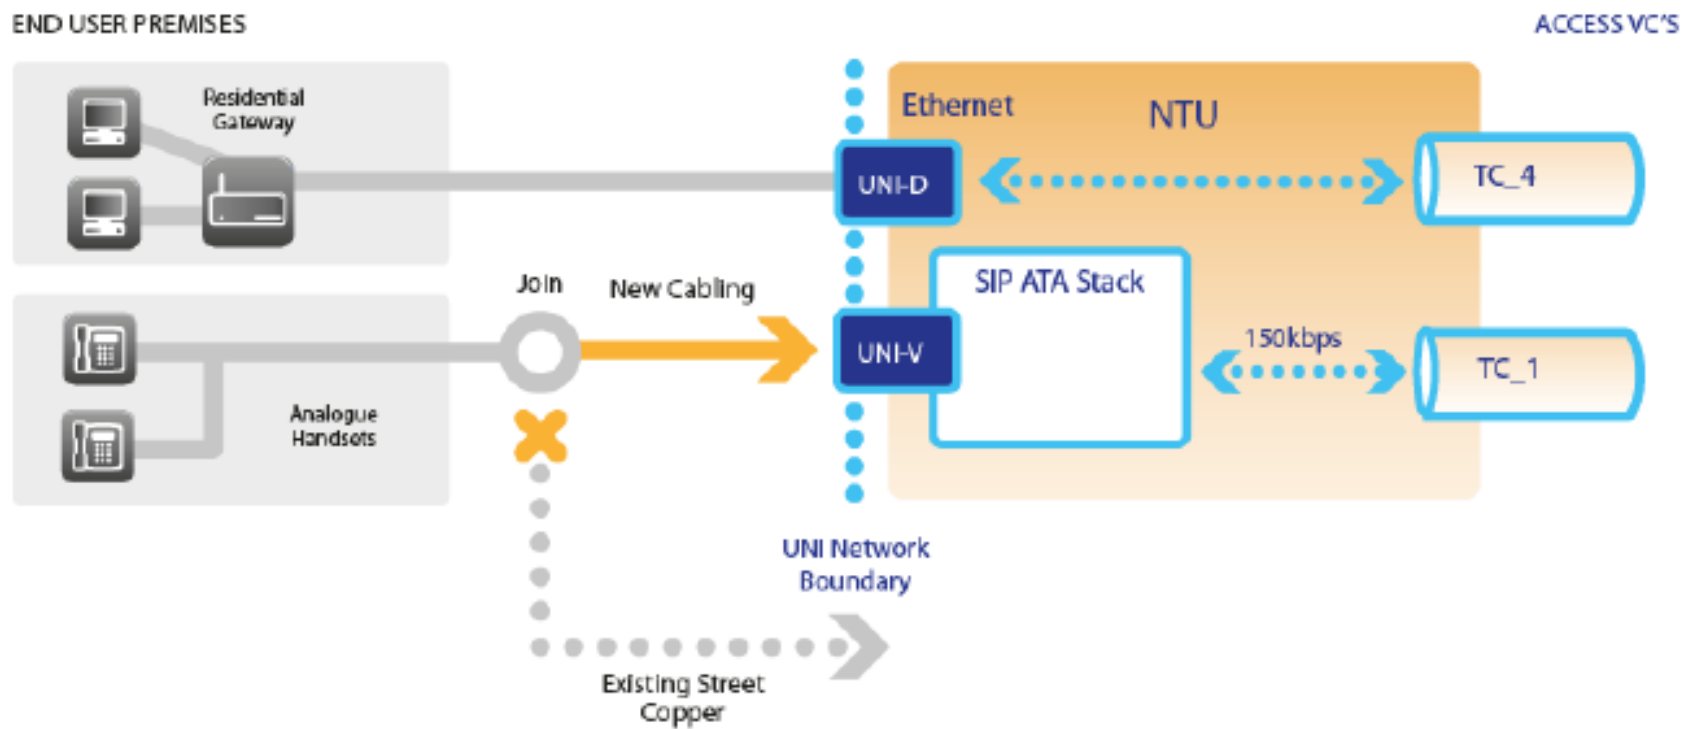 END USER PREMISES
ACCESS VC'S
Residential
Gateway
Ethernet
NTU
UNI-D
TC_4
Join
New Cabling
SIP ATA Stack
UNI-V
150kbps
TC_1
Analogue
Handsets
UNI Network
Boundary
Existing Street
Copper